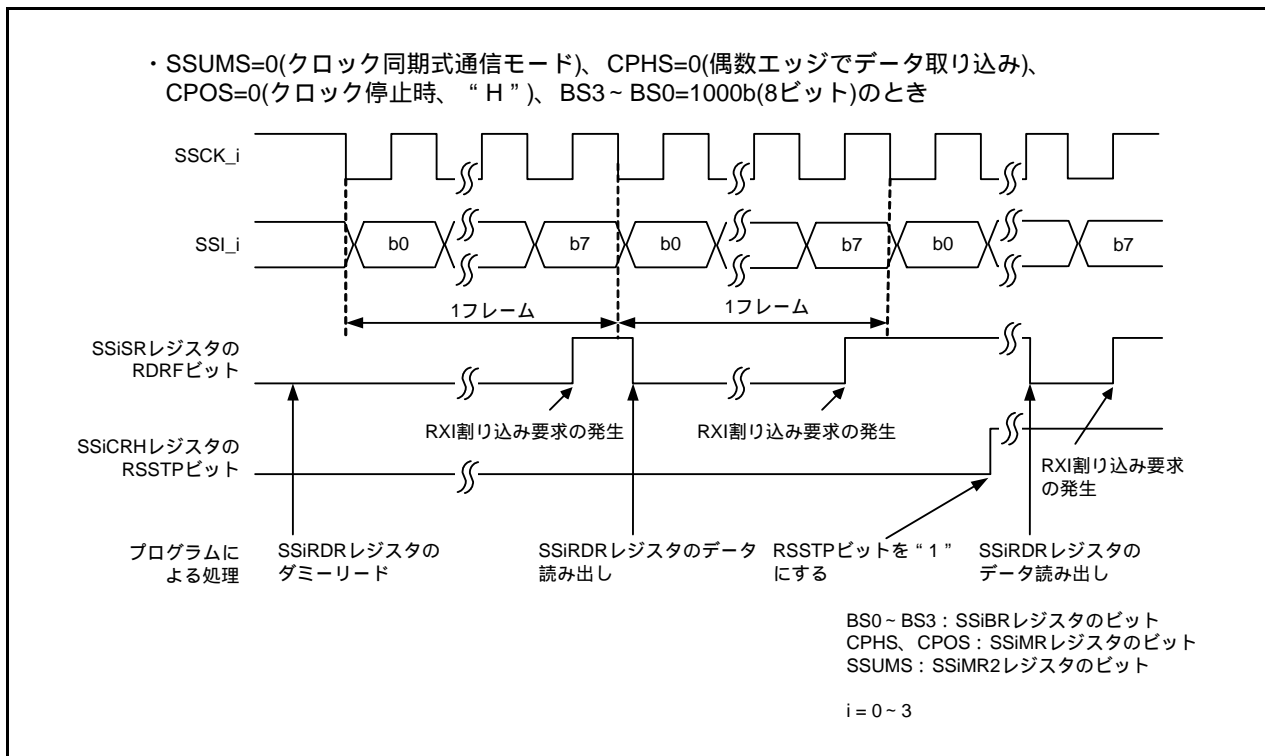 ・SSUMS=0(クロック同期式通信モード)、CPHS=0(偶数エッジでデータ取り込み)、
CPOS=0(クロック停止時、“H”)、BS3～BS0=1000b(8ビット)のとき
SSCK_i
SSI_i
b0
b7
b0
b7
b0
b7
1フレーム
1フレーム
SSiSRレジスタの
RDRFビット
RXI割り込み要求の発生
RXI割り込み要求の発生
RXI割り込み要求
の発生
SSiCRHレジスタの
RSSTPビット
プログラムに
よる処理
SSiRDRレジスタの
ダミーリード
SSiRDRレジスタのデータ
読み出し
RSSTPビットを“1”
にする
SSiRDRレジスタの
データ読み出し
BS0～BS3：SSiBRレジスタのビット
CPHS、CPOS：SSiMRレジスタのビット
SSUMS：SSiMR2レジスタのビット
i = 0～3